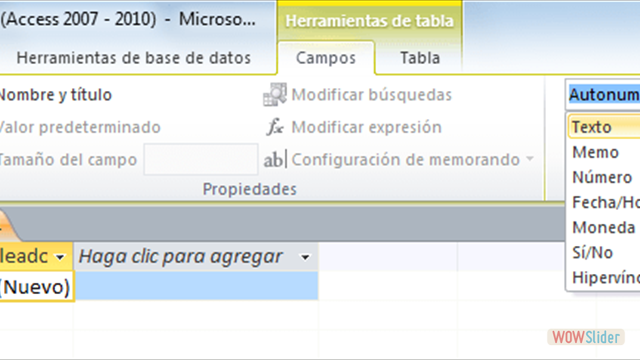 (Access 2007 - 2010) - Microso...
Herramientas de tabla
Herramientas de base de datos
Campos
Tabla
Nombre y título
Valor predeterminado
Tamaño del campo
Modificar búsquedas
fx Modificar expresión
ab| Configuración de memorando
Propiedades
Autonum
Texto
Memo
Número
Fecha/Ho
Moneda
Sí/No
Hipervínc
leadc
Haga clic para agregar
(Nuevo)
WOWSlider